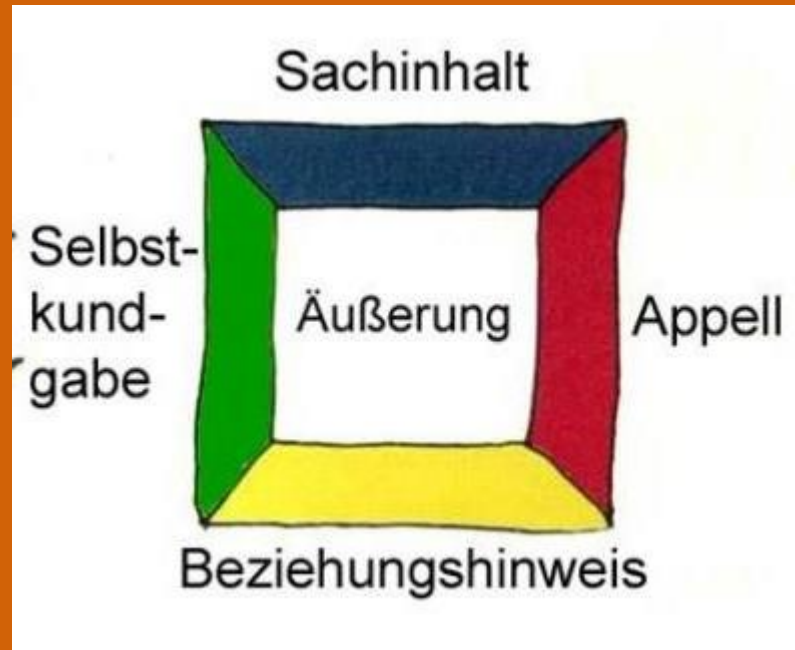 Sachinhalt
Selbst-
kund-
gabe
Äußerung
Appell
Beziehungshinweis